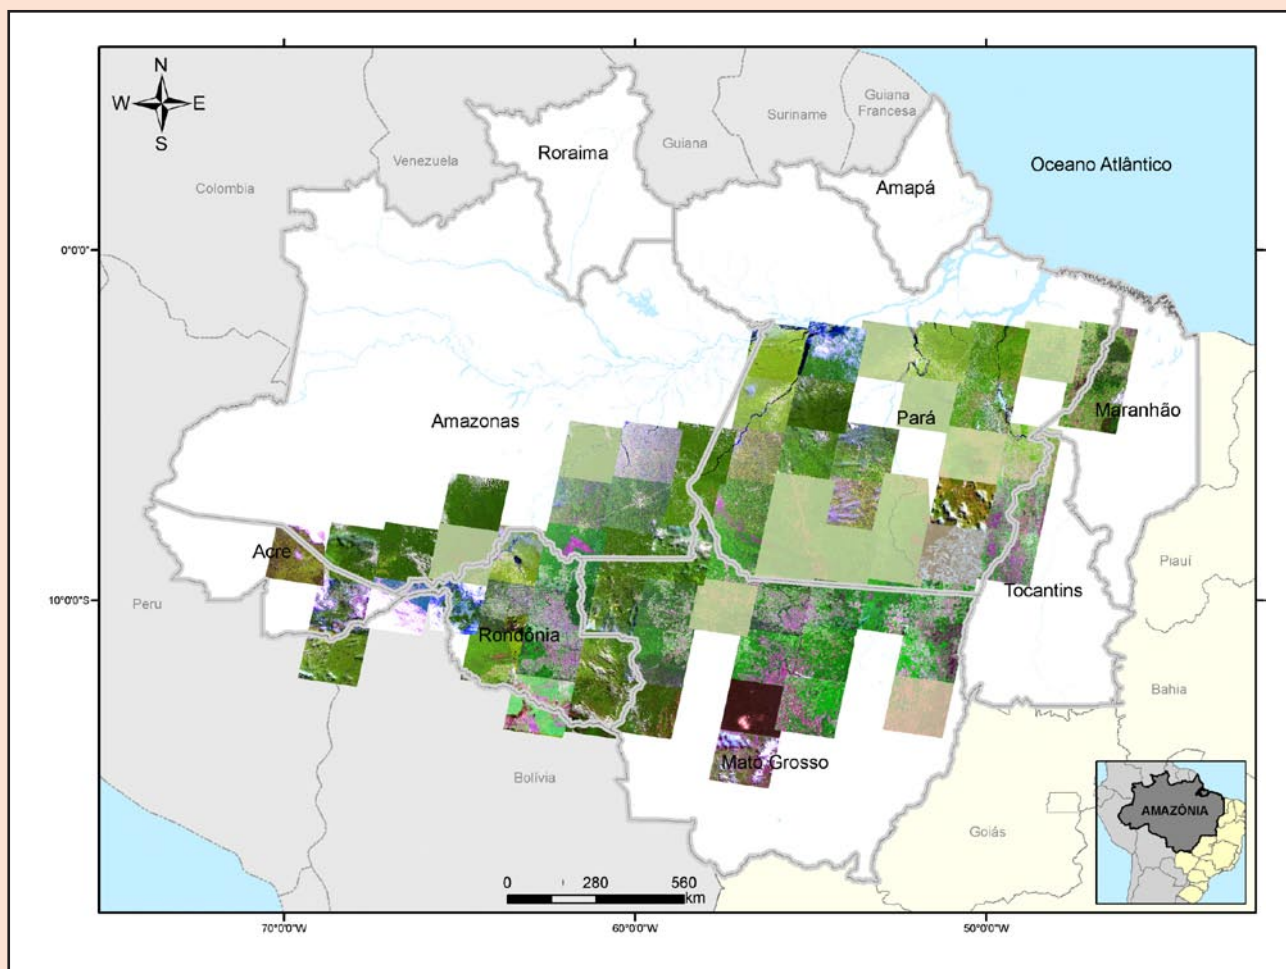 N
W E
S
Guiana
Francesa
Suriname
Roraima
Guiana
Venezuela
Oceano Atlântico
Colombia
Amapá
0°0'0"
Amazonas
Pará
Maranhão
Acre
Piauí
Tocantins
Peru
10°0'0"S
Rondônia
Bahia
Mato Grosso
Bolívia
AMAZÔNIA
Goiás
0 280 560
km
70°0'0"W 60°0'0"W 50°0'0"W